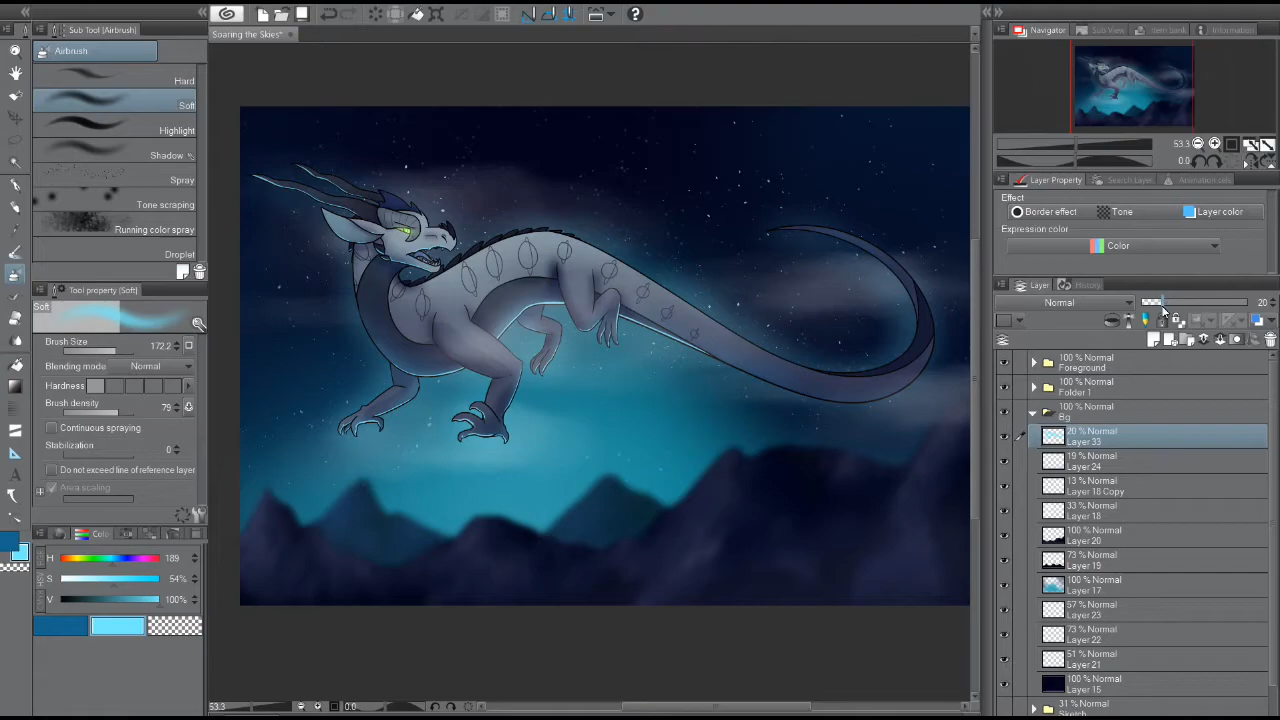 Sub Tool (Airbrush)
Airbrush
Hard
Soft
Highlight
Shadow
Spray
Tone scraping
Running color spray
Droplet
Tool property (Soft)
Soft
Brush Size 172.2
Blending mode Normal
Hardness
Brush density 79
Continuous spraying
Stabilization 0
Do not exceed line of reference layer
Area scaling
Colo
H 189
S 54%
V 100%
Soaring the Skies*
53.3 0.0
Navigator Sub View Item bank Information
53.3
0.0
Layer Property Search Layer
Effect
Border effect Tone Layer color
Expression color
Color
Layer History
Normal 20
100 % Normal
Foreground
100 % Normal
Folder 1
100 % Normal
Bg
20 % Normal
Layer 33
19 % Normal
Layer 24
13 % Normal
Layer 18 Copy
33 % Normal
Layer 18
100 % Normal
Layer 20
73 % Normal
Layer 19
100 % Normal
Layer 17
57 % Normal
Layer 23
73 % Normal
Layer 22
51 % Normal
Layer 21
100 % Normal
Layer 15
31 % Normal
Sketch